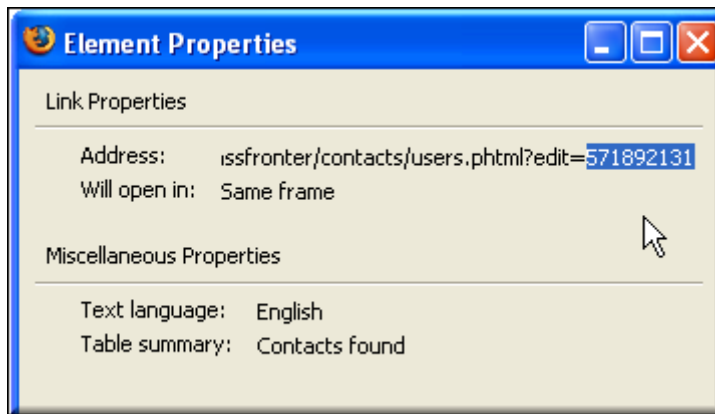 Element Properties
Link Properties
Address: ssfronter/contacts/users.phtml?edit=571892131
Will open in: Same frame
Miscellaneous Properties
Text language: English
Table summary: Contacts found